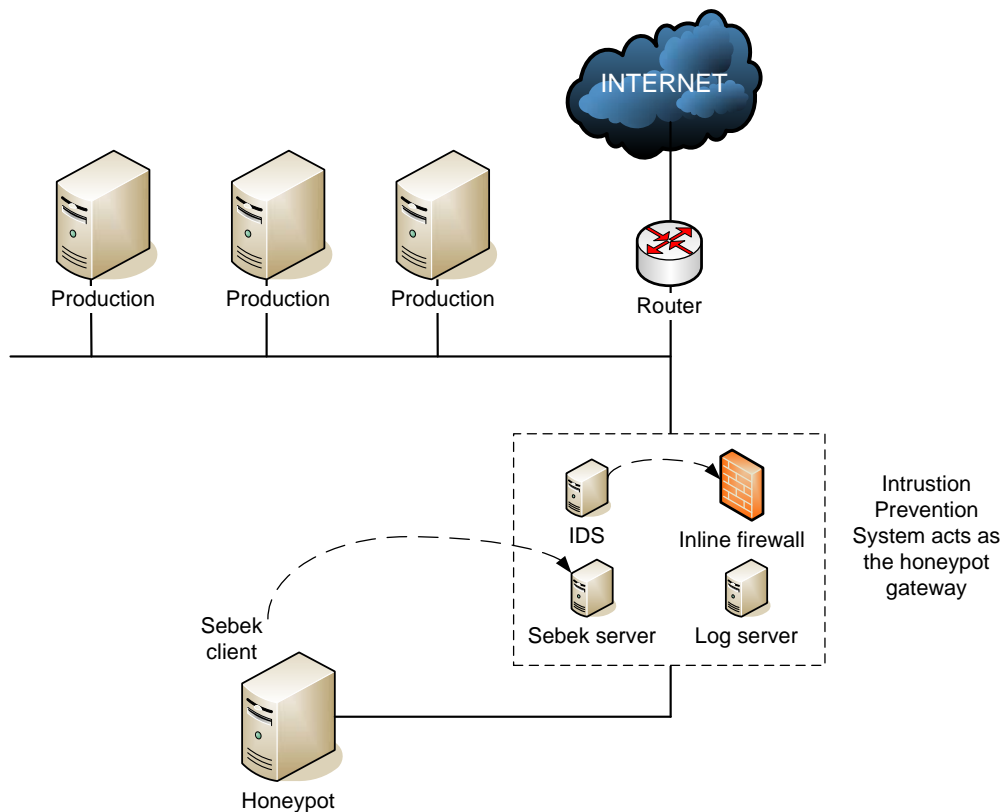 INTERNET
Production
Production
Production
Router
IDS
Inline firewall
Intrustion
Prevention
System acts as
the honeypot
gateway
Sebek server
Log server
Sebek
client
Honeypot